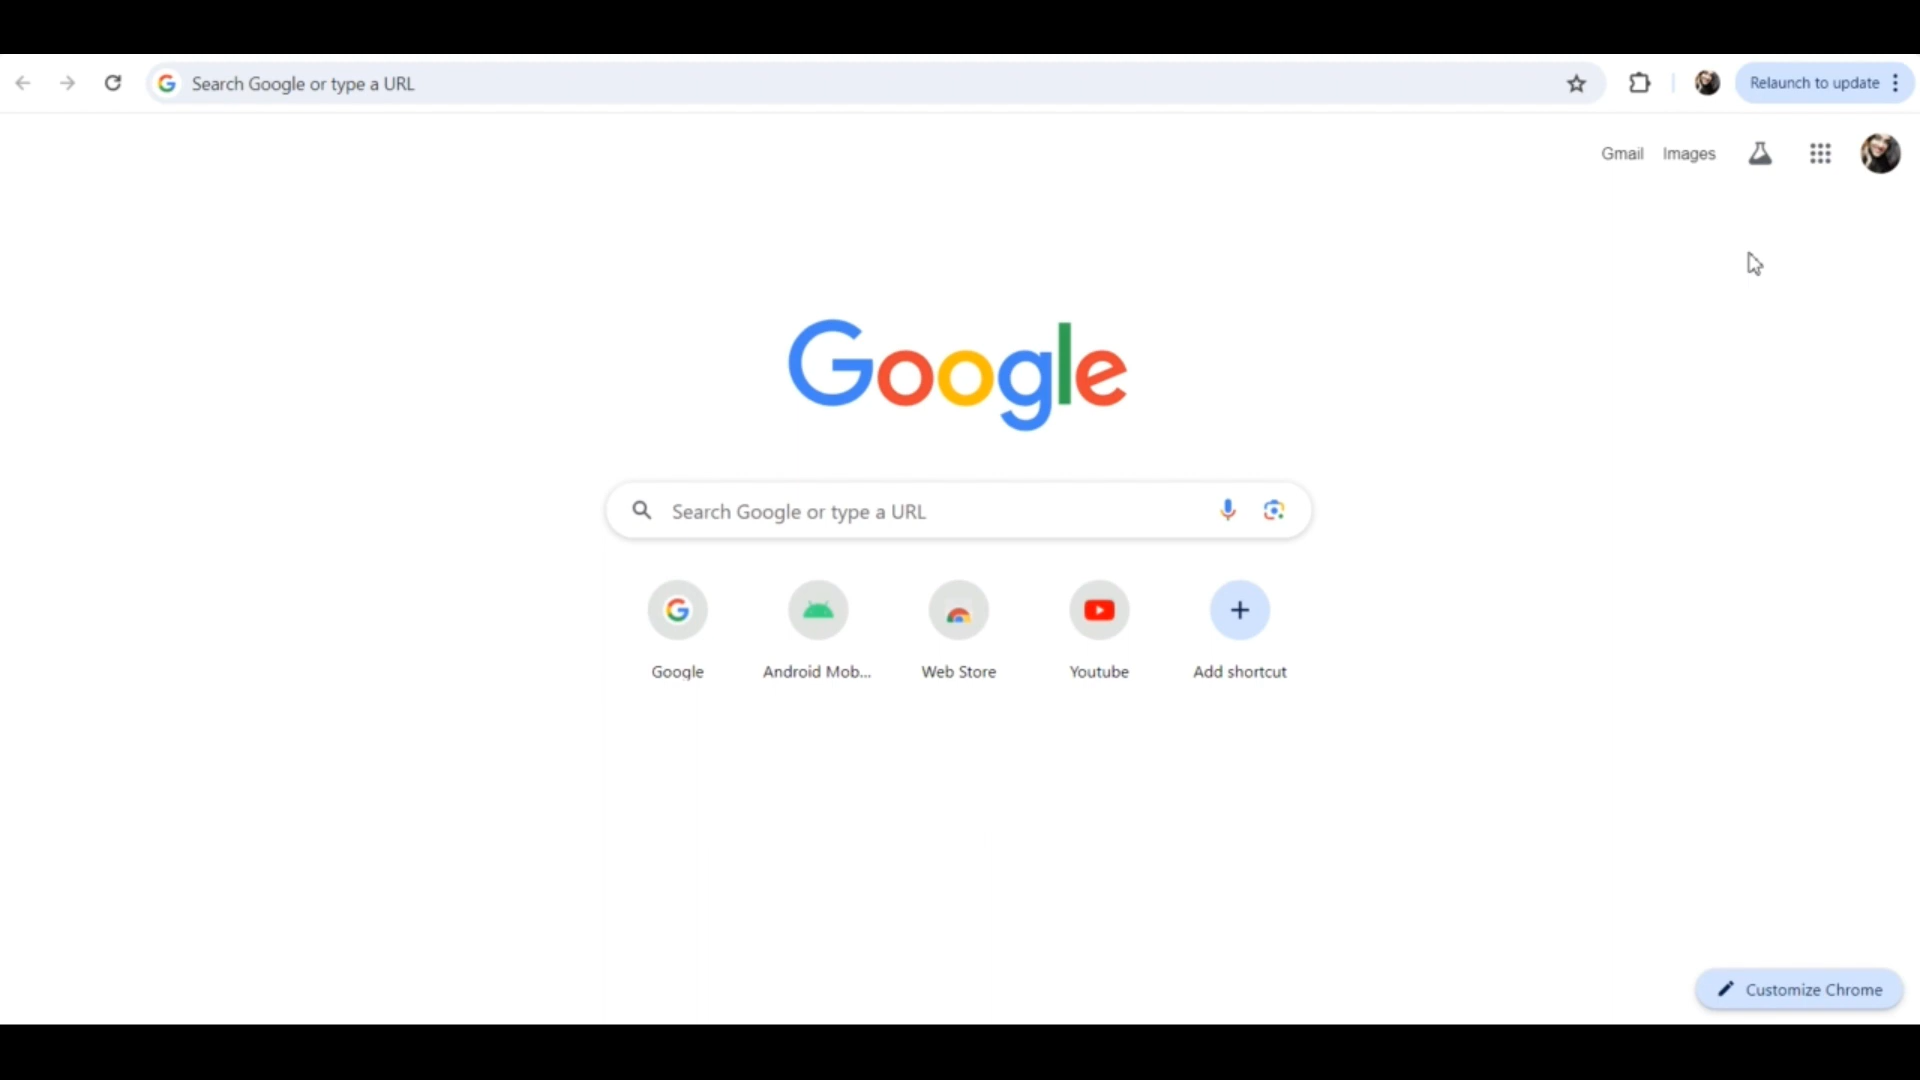 Search Google or type a URL
Relaunch to update
Gmail Images
Google
Search Google or type a URL
Google Android Mob... Web Store Youtube Add shortcut
Customize Chrome